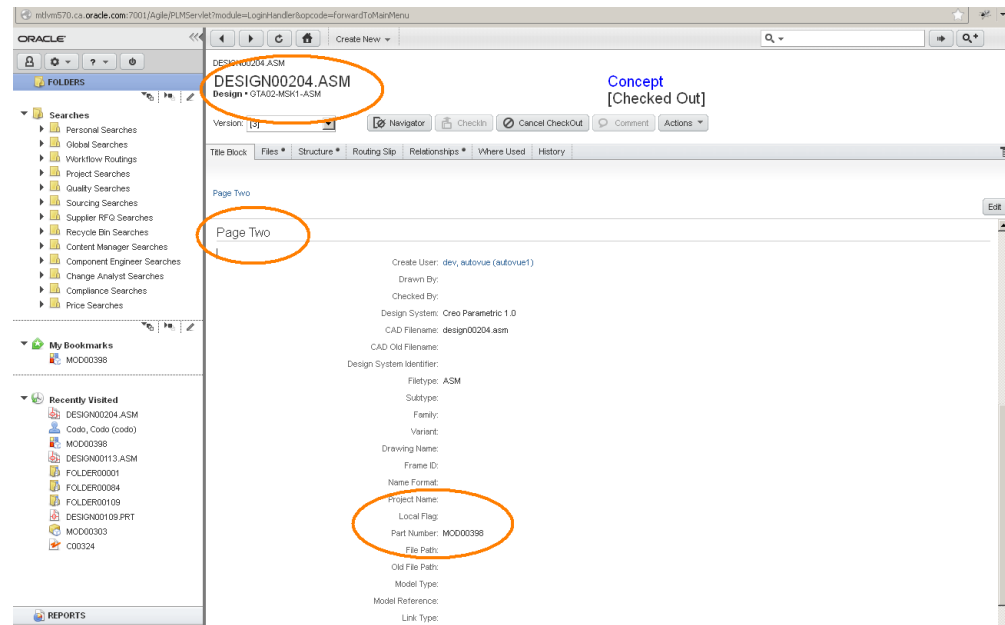 mtlvm570.ca.oracle.com:7001/Agile/PLMServlet?module=LoginHandler&opcode=forwardToMainMenu
ORACLE
Create New
? 
FOLDERS
Searches
Personal Searches
Global Searches
Workflow Routings
Project Searches
Quality Searches
Sourcing Searches
Supplier RFQ Searches
Recycle Bin Searches
Content Manager Searches
Component Engineer Searches
Change Analyst Searches
Compliance Searches
Price Searches
My Bookmarks
MOD00398
Recently Visited
DESIGN00204.ASM
Codo, Codo (codo)
MOD00398
DESIGN00113.ASM
FOLDER00001
FOLDER00084
FOLDER00109
DESIGN00109.PRT
MOD00303
C00324
REPORTS
DESIGN00204.ASM
DESIGN00204.ASM
Design • GTA02-MSK1-ASM
Concept
[Checked Out]
Version: [3]
Navigator
CheckIn
Cancel CheckOut
Comment
Actions
Title Block Files * Structure * Routing Slip Relationships * Where Used History
Page Two
Edit
Page Two
Create User: dev, autovue (autovue1)
Drawn By:
Checked By:
Design System: Creo Parametric 1.0
CAD Filename: design00204.asm
CAD Old Filename:
Design System Identifier:
Filetype: ASM
Subtype:
Family:
Variant:
Drawing Name:
Frame ID:
Name Format:
Project Name:
Local Flag:
Part Number: MOD00398
File Path:
Old File Path:
Model Type:
Model Reference:
Link Type: